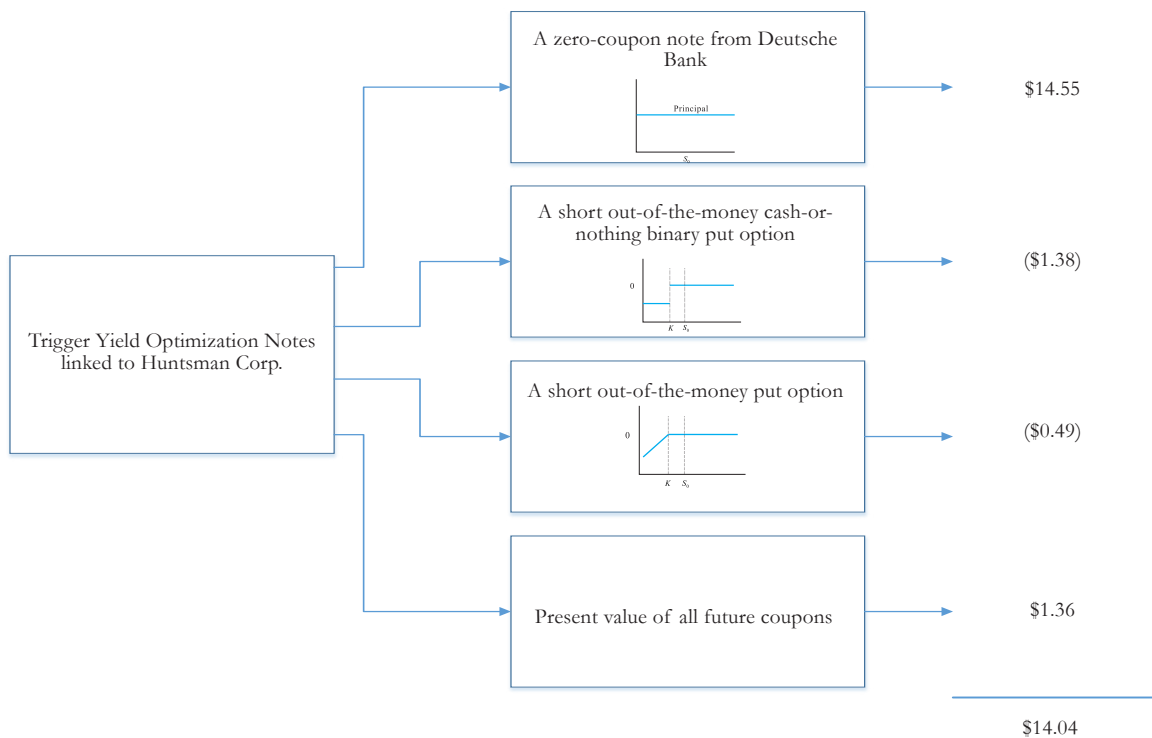 A zero-coupon note from Deutsche
Bank
Principal
S₀
$14.55
A short out-of-the-money cash-or-
nothing binary put option
0
K
S₀
($1.38)
Trigger Yield Optimization Notes
linked to Huntsman Corp.
A short out-of-the-money put option
0
K
S₀
($0.49)
Present value of all future coupons
$1.36
$14.04